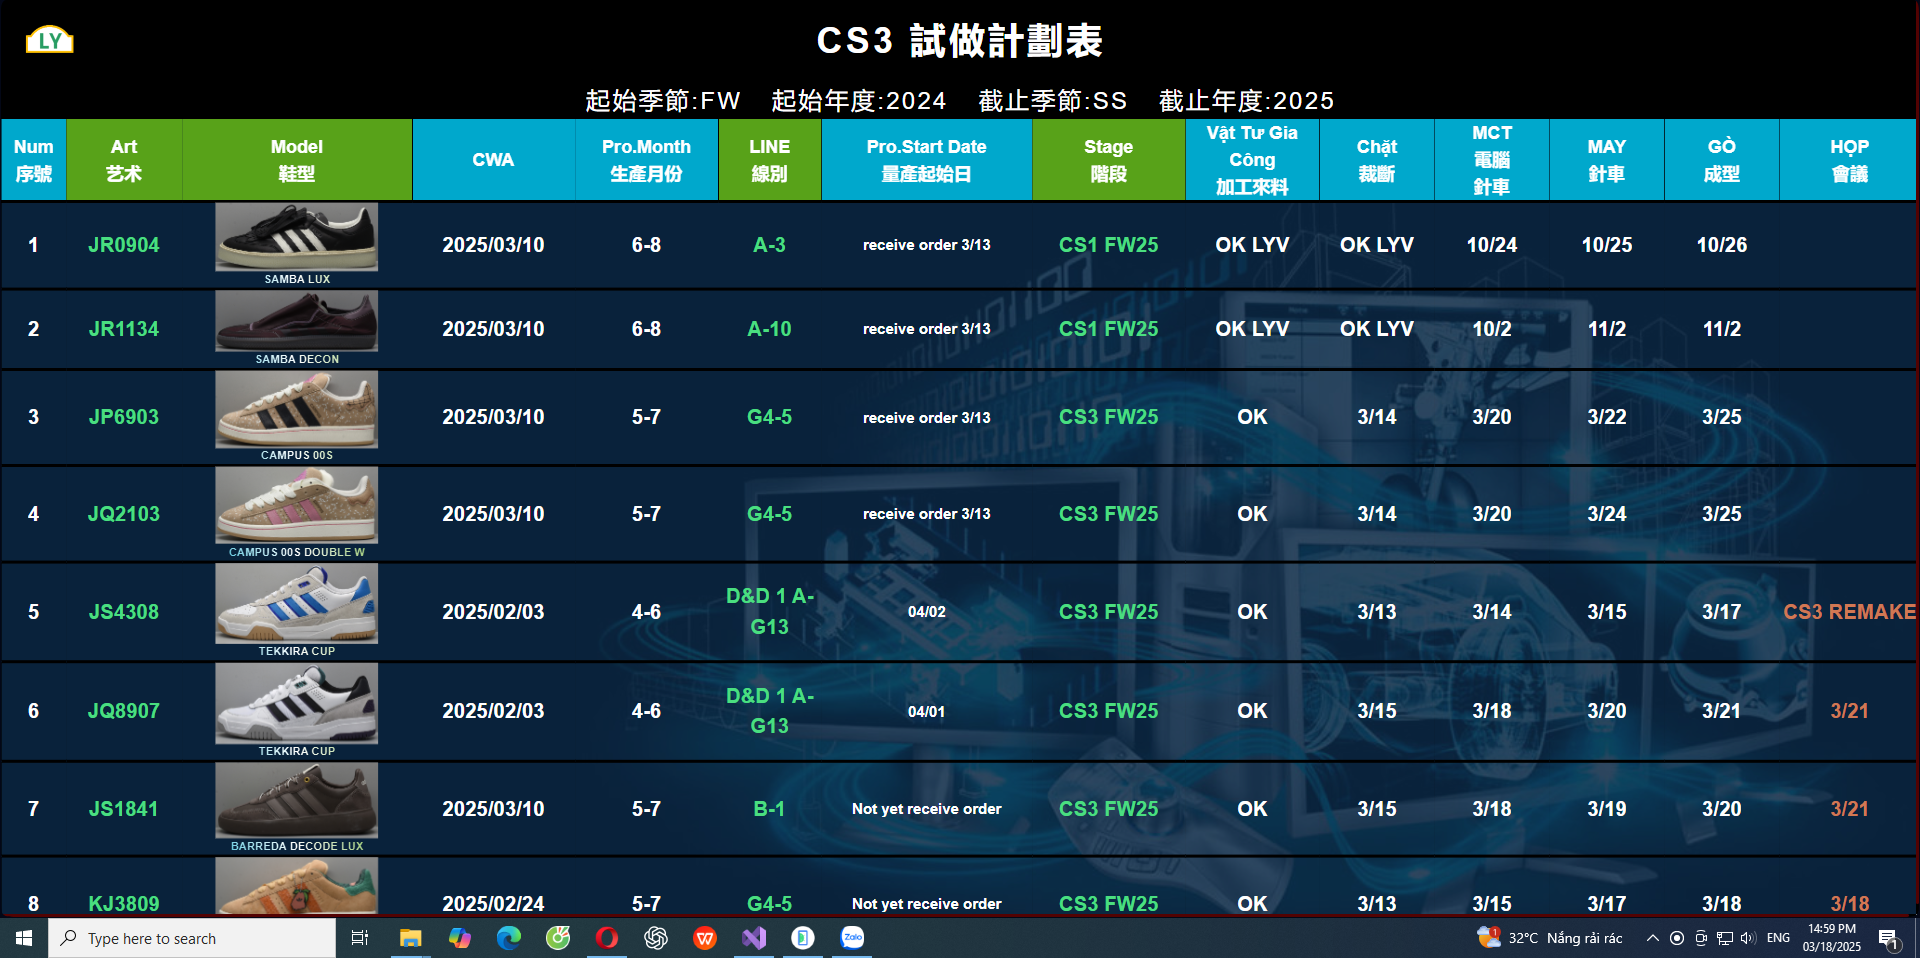 LY
CS3 試做計劃表
起始季節:FW 起始年度:2024 截止季節:SS 截止年度:2025
Num 序號 Art 艺术 Model 鞋型 CWA Pro.Month 生產月份 LINE 線別 Pro.Start Date 量產起始日 Stage 階段 Vật Tư Gia Công 加工來料 Chặt 裁斷 MCT 電腦 針車 MAY 針車 GÒ 成型 HỌP 會議
1 JR0904 SAMBA LUX 2025/03/10 6-8 A-3 receive order 3/13 CS1 FW25 OK LYV OK LYV 10/24 10/25 10/26
2 JR1134 SAMBA DECON 2025/03/10 6-8 A-10 receive order 3/13 CS1 FW25 OK LYV OK LYV 10/2 11/2 11/2
3 JP6903 CAMPUS 00S 2025/03/10 5-7 G4-5 receive order 3/13 CS3 FW25 OK 3/14 3/20 3/22 3/25
4 JQ2103 CAMPUS 00S DOUBLE W 2025/03/10 5-7 G4-5 receive order 3/13 CS3 FW25 OK 3/14 3/20 3/24 3/25
5 JS4308 TEKKIRA CUP 2025/02/03 4-6 D&D 1 A-G13 04/02 CS3 FW25 OK 3/13 3/14 3/15 3/17 CS3 REMAKE
6 JQ8907 TEKKIRA CUP 2025/02/03 4-6 D&D 1 A-G13 04/01 CS3 FW25 OK 3/15 3/18 3/20 3/21 3/21
7 JS1841 BARREDA DECODE LUX 2025/03/10 5-7 B-1 Not yet receive order CS3 FW25 OK 3/15 3/18 3/19 3/20 3/21
8 KJ3809 2025/02/24 5-7 G4-5 Not yet receive order CS3 FW25 OK 3/13 3/15 3/17 3/18 3/18
Type here to search Zalo 1 32°C Nắng rải rác ENG 14:59 PM 03/18/2025 1